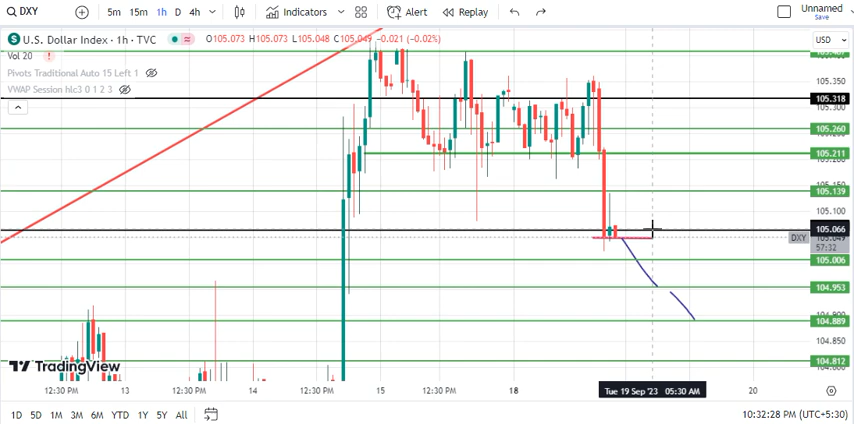 DXY 5m 15m 1h D 4h Indicators Alert Replay Unnamed
Save
S U.S. Dollar Index · 1h · TVC O105.073 H105.073 L105.048 C105.049 -0.021 (-0.02%) USD
Vol 20
Pivots Traditional Auto 15 Left 1
VWAP Session hlc3 0 1 2 3
105.350
105.318
105.300
105.260
105.211
105.139
105.100
105.066
DXY 105.049
57:32
105.006
104.953
104.889
104.850
104.812
TradingView
12:30 PM 13 12:30 PM 14 12:30 PM 15 12:30 PM 18 Tue 19 Sep '23 05:30 AM 20
1D 5D 1M 3M 6M YTD 1Y 5Y All 10:32:28 PM (UTC+5:30)